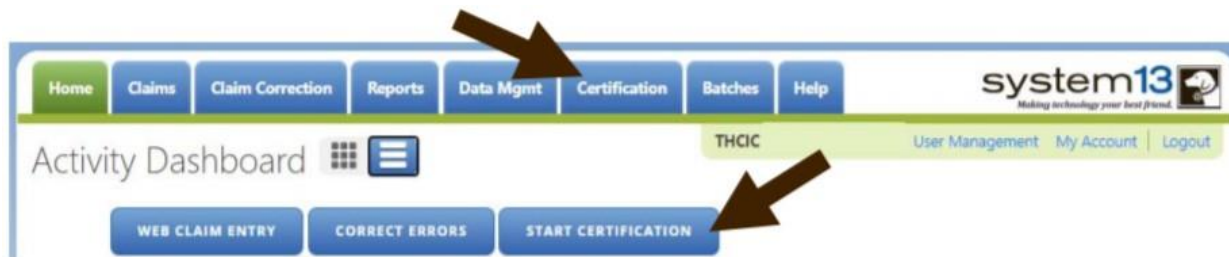 Home Claims Claim Correction Reports Data Mgmt Certification Batches Help
system13
Making technology your best friend.
THCIC User Management My Account Logout
Activity Dashboard
WEB CLAIM ENTRY CORRECT ERRORS START CERTIFICATION